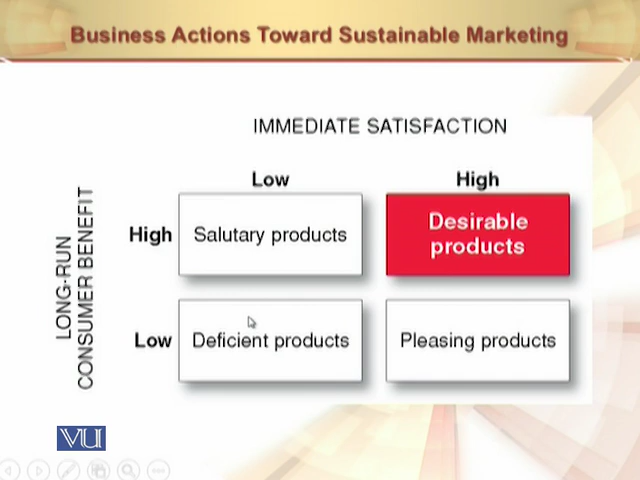 Business Actions Toward Sustainable Marketing
IMMEDIATE SATISFACTION
Low
High
LONG-RUN
CONSUMER BENEFIT
High
Salutary products
Desirable
products
Low
Deficient products
Pleasing products
VU